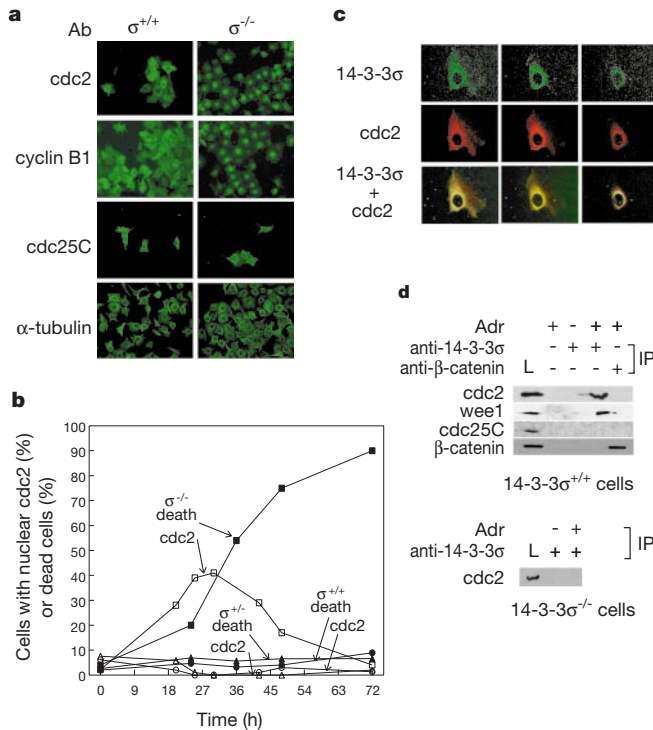 a
Ab σ+/+ σ-/-
cdc2
cyclin B1
cdc25C
α-tubulin
b
Cells with nuclear cdc2 (%)
or dead cells (%)
100
90
80
70
60
50
40
30
20
10
0
σ-/-
death
cdc2
σ+/-
death
cdc2
σ+/+
death
cdc2
0 9 18 27 36 45 54 63 72
Time (h)
c
14-3-3σ
cdc2
14-3-3σ
+
cdc2
d
Adr + - + +
anti-14-3-3σ - + + -
anti-β-catenin L - - - +
IP
cdc2
wee1
cdc25C
β-catenin
14-3-3σ+/+ cells
Adr - +
anti-14-3-3σ L + +
IP
cdc2
14-3-3σ-/- cells